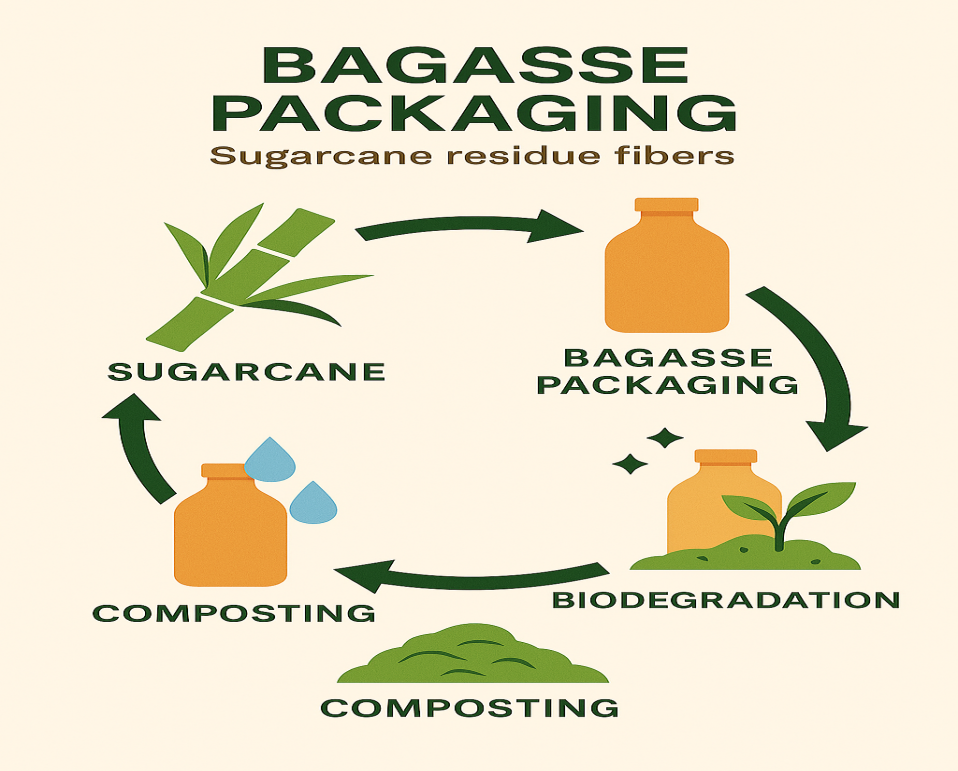 BAGASSE
PACKAGING
Sugarcane residue fibers
SUGARCANE
BAGASSE
PACKAGING
COMPOSTING
BIODEGRADATION
COMPOSTING